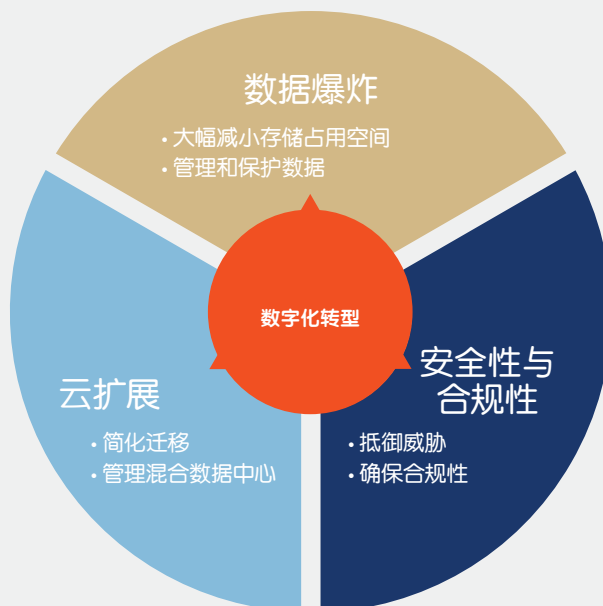 数据爆炸
• 大幅减小存储占用空间
• 管理和保护数据
数字化转型
云扩展
• 简化迁移
• 管理混合数据中心
安全性与
合规性
• 抵御威胁
• 确保合规性